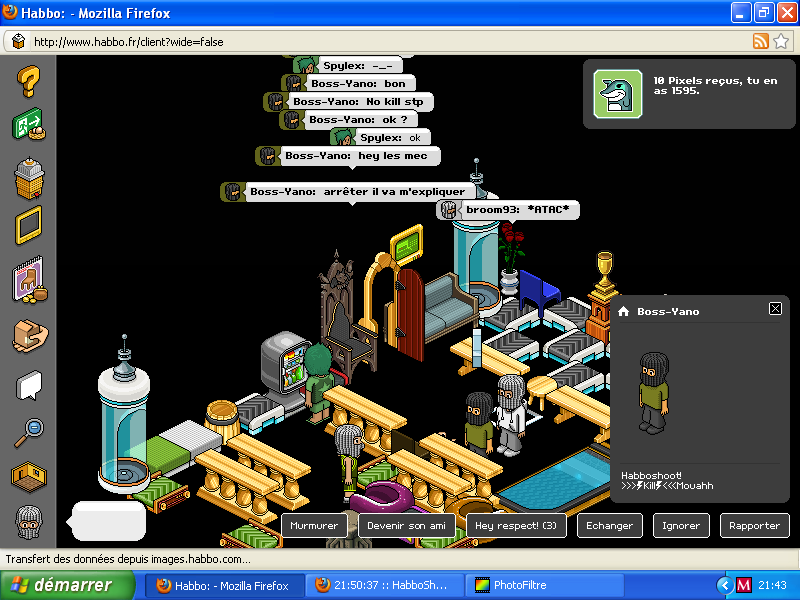 Habbo: - Mozilla Firefox
http://www.habbo.fr/client?wide=false
Spylex: -_-
Boss-Yano: bon
Boss-Yano: No kill stp
Boss-Yano: ok ?
Spylex: ok
Boss-Yano: hey les mec
Boss-Yano: arrêter il va m'expliquer
broom93: *ATAC*
10 Pixels reçus, tu en
as 1595.
Boss-Yano
Habboshoot!
>>>⚡Kill⚡<<<Mouahh
Murmurer
Devenir son ami
Hey respect! (3)
Echanger
Ignorer
Rapporter
Transfert des données depuis images.habbo.com...
démarrer
Habbo: - Mozilla Firefox
21:50:37 :: HabboSh...
PhotoFiltre
21:43